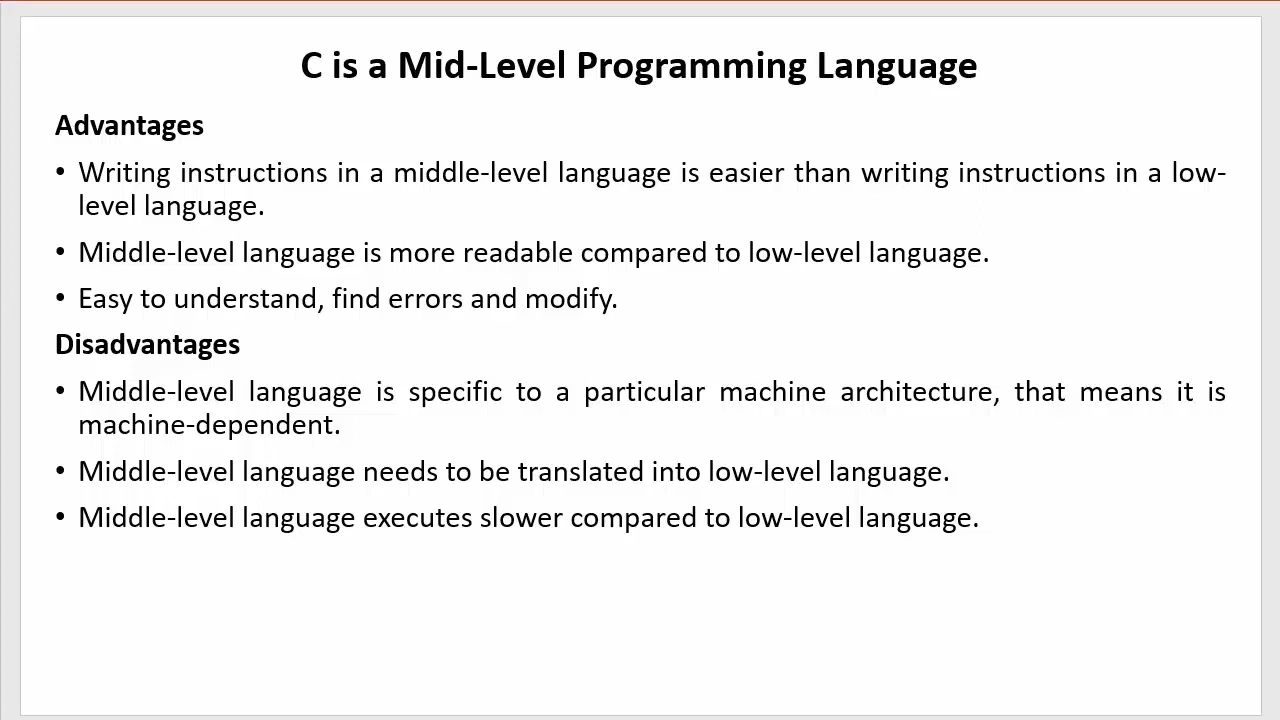 C is a Mid-Level Programming Language
Advantages
• Writing instructions in a middle-level language is easier than writing instructions in a low-
level language.
• Middle-level language is more readable compared to low-level language.
• Easy to understand, find errors and modify.
Disadvantages
• Middle-level language is specific to a particular machine architecture, that means it is
machine-dependent.
• Middle-level language needs to be translated into low-level language.
• Middle-level language executes slower compared to low-level language.